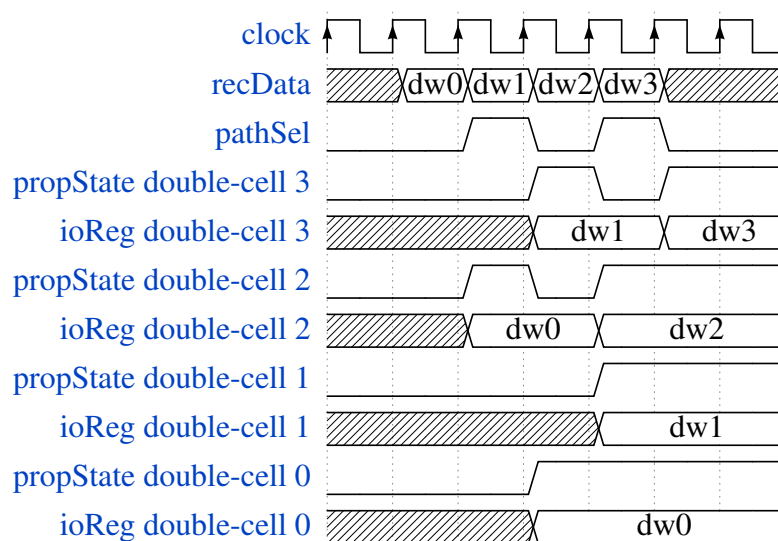 clock
recData dw0 dw1 dw2 dw3
pathSel
propState double-cell 3
ioReg double-cell 3 dw1 dw3
propState double-cell 2
ioReg double-cell 2 dw0 dw2
propState double-cell 1
ioReg double-cell 1 dw1
propState double-cell 0
ioReg double-cell 0 dw0